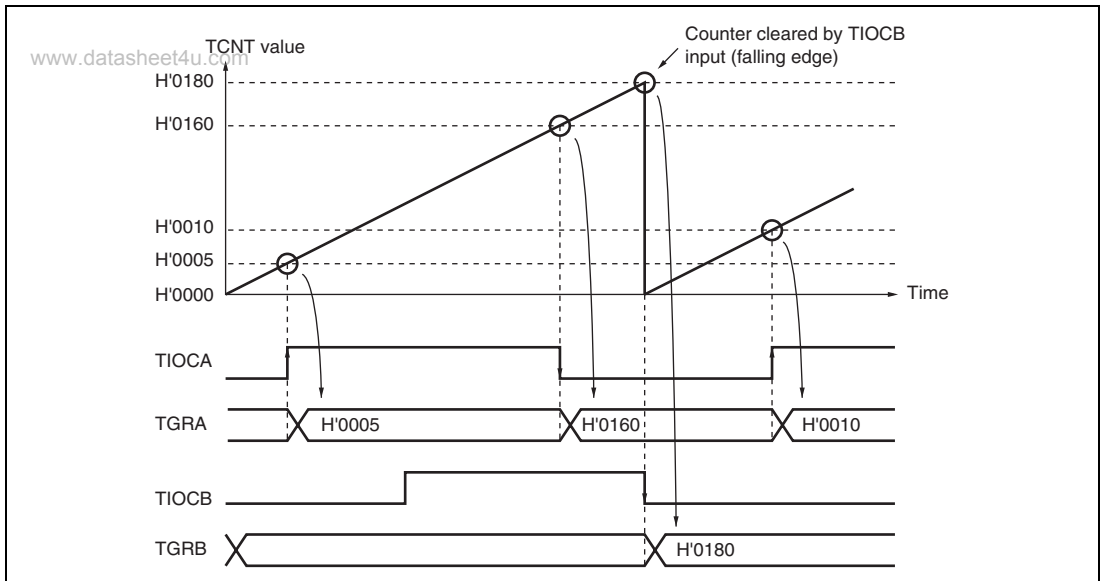 www.datasheet4u.com
TCNT value
Counter cleared by TIOCB
input (falling edge)
H'0180
H'0160
H'0010
H'0005
H'0000
Time
TIOCA
TGRA
H'0005
H'0160
H'0010
TIOCB
TGRB
H'0180